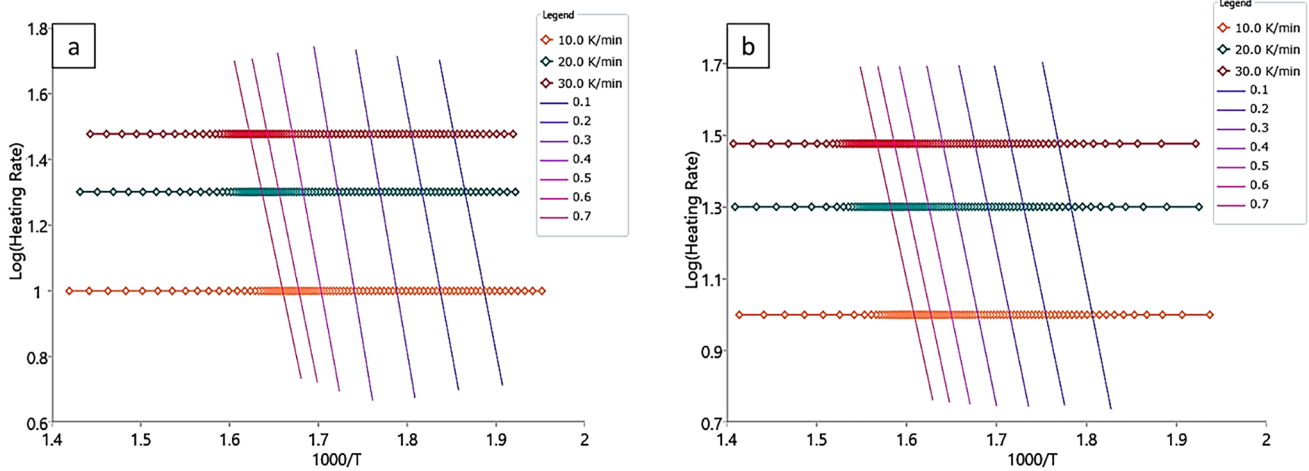 a
Log(Heating Rate)
1.8
1.6
1.4
1.2
1
0.8
0.6
1.4
1.5
1.6
1.7
1.8
1.9
2
1000/T
Legend
10.0 K/min
20.0 K/min
30.0 K/min
0.1
0.2
0.3
0.4
0.5
0.6
0.7
b
Log(Heating Rate)
1.7
1.5
1.3
1.1
0.9
0.7
1.4
1.5
1.6
1.7
1.8
1.9
2
1000/T
Legend
10.0 K/min
20.0 K/min
30.0 K/min
0.1
0.2
0.3
0.4
0.5
0.6
0.7